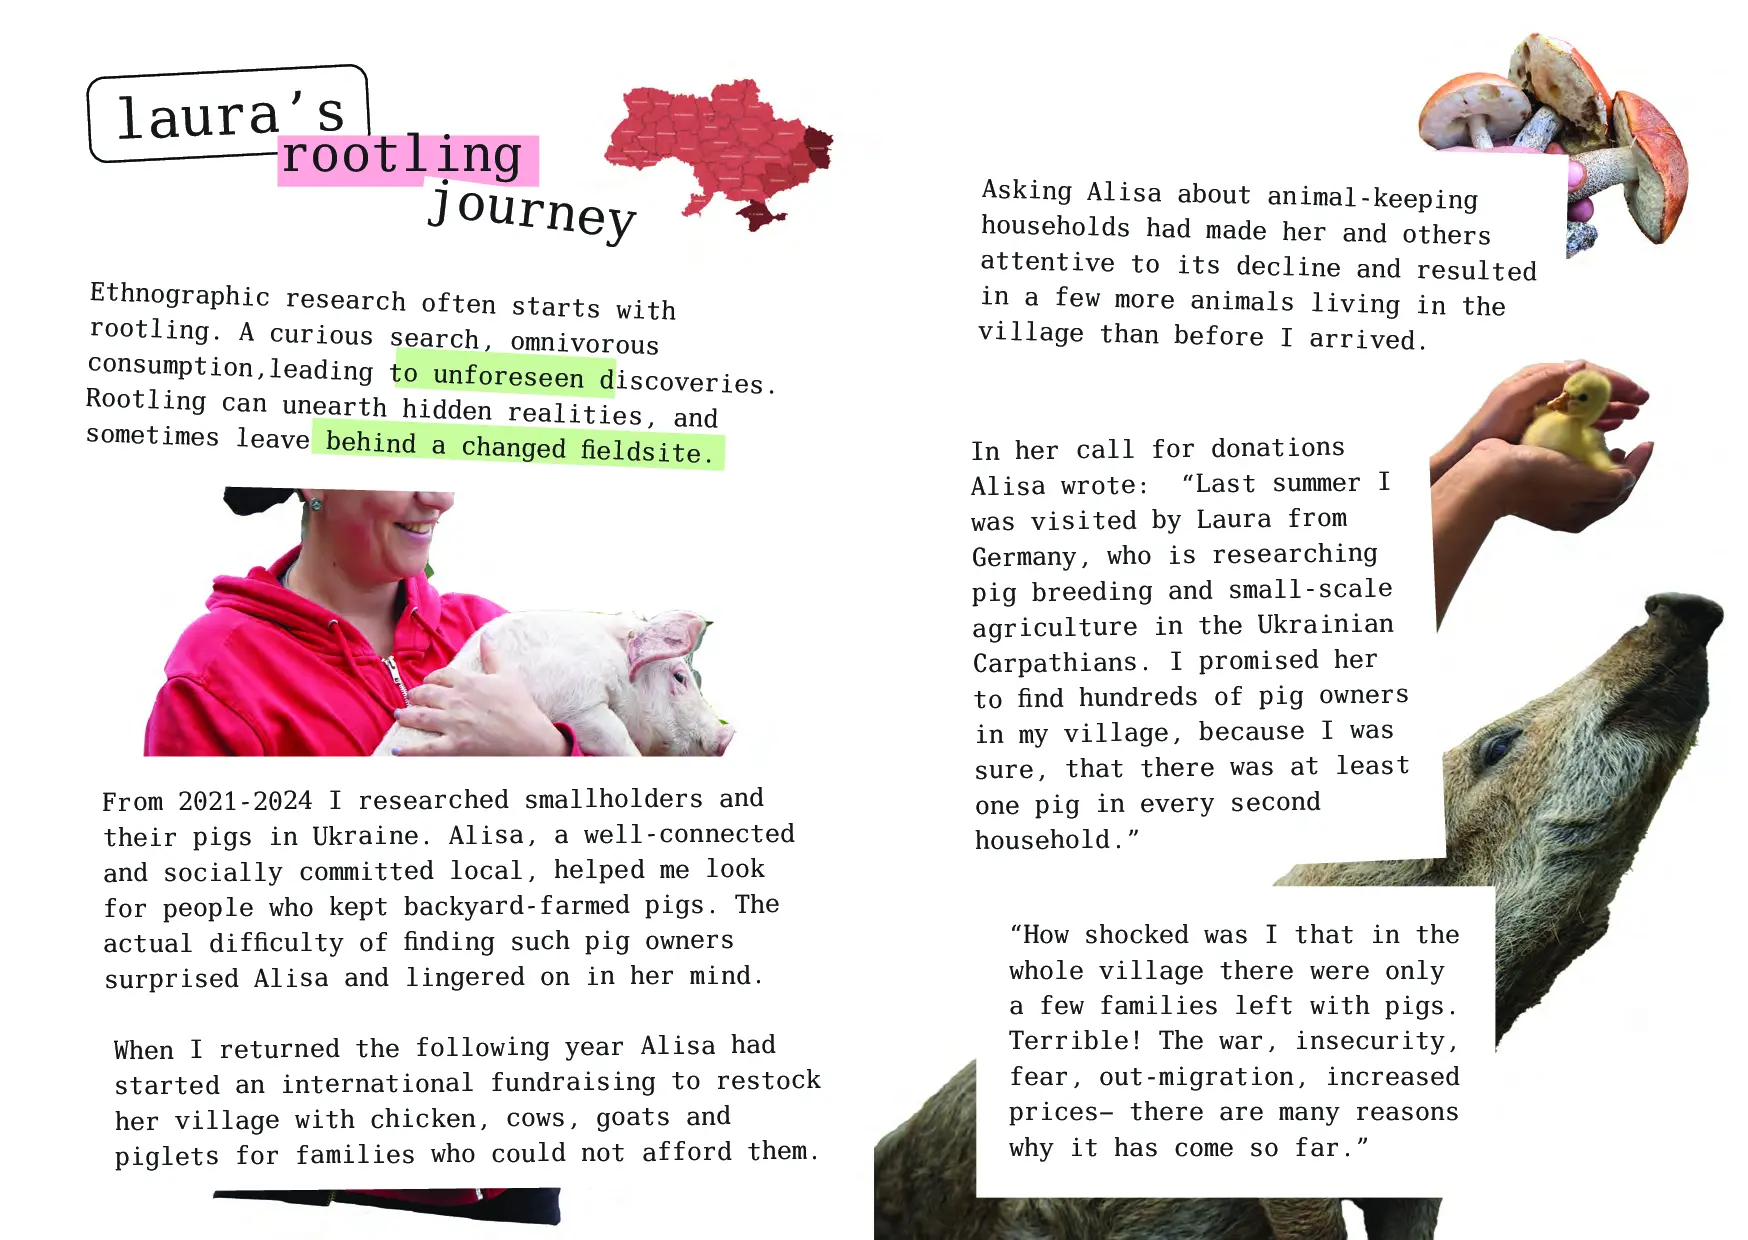 laura’s
rootling
journey
Ethnographic research often starts with
rootling. A curious search, omnivorous
consumption,leading to unforeseen discoveries.
Rootling can unearth hidden realities, and
sometimes leave behind a changed fieldsite.
From 2021-2024 I researched smallholders and
their pigs in Ukraine. Alisa, a well-connected
and socially committed local, helped me look
for people who kept backyard-farmed pigs. The
actual difficulty of finding such pig owners
surprised Alisa and lingered on in her mind.
When I returned the following year Alisa had
started an international fundraising to restock
her village with chicken, cows, goats and
piglets for families who could not afford them.
Asking Alisa about animal-keeping
households had made her and others
attentive to its decline and resulted
in a few more animals living in the
village than before I arrived.
In her call for donations
Alisa wrote:  “Last summer I
was visited by Laura from
Germany, who is researching
pig breeding and small-scale
agriculture in the Ukrainian
Carpathians. I promised her
to find hundreds of pig owners
in my village, because I was
sure, that there was at least
one pig in every second
household.”
“How shocked was I that in the
whole village there were only
a few families left with pigs.
Terrible! The war, insecurity,
fear, out-migration, increased
prices— there are many reasons
why it has come so far.”